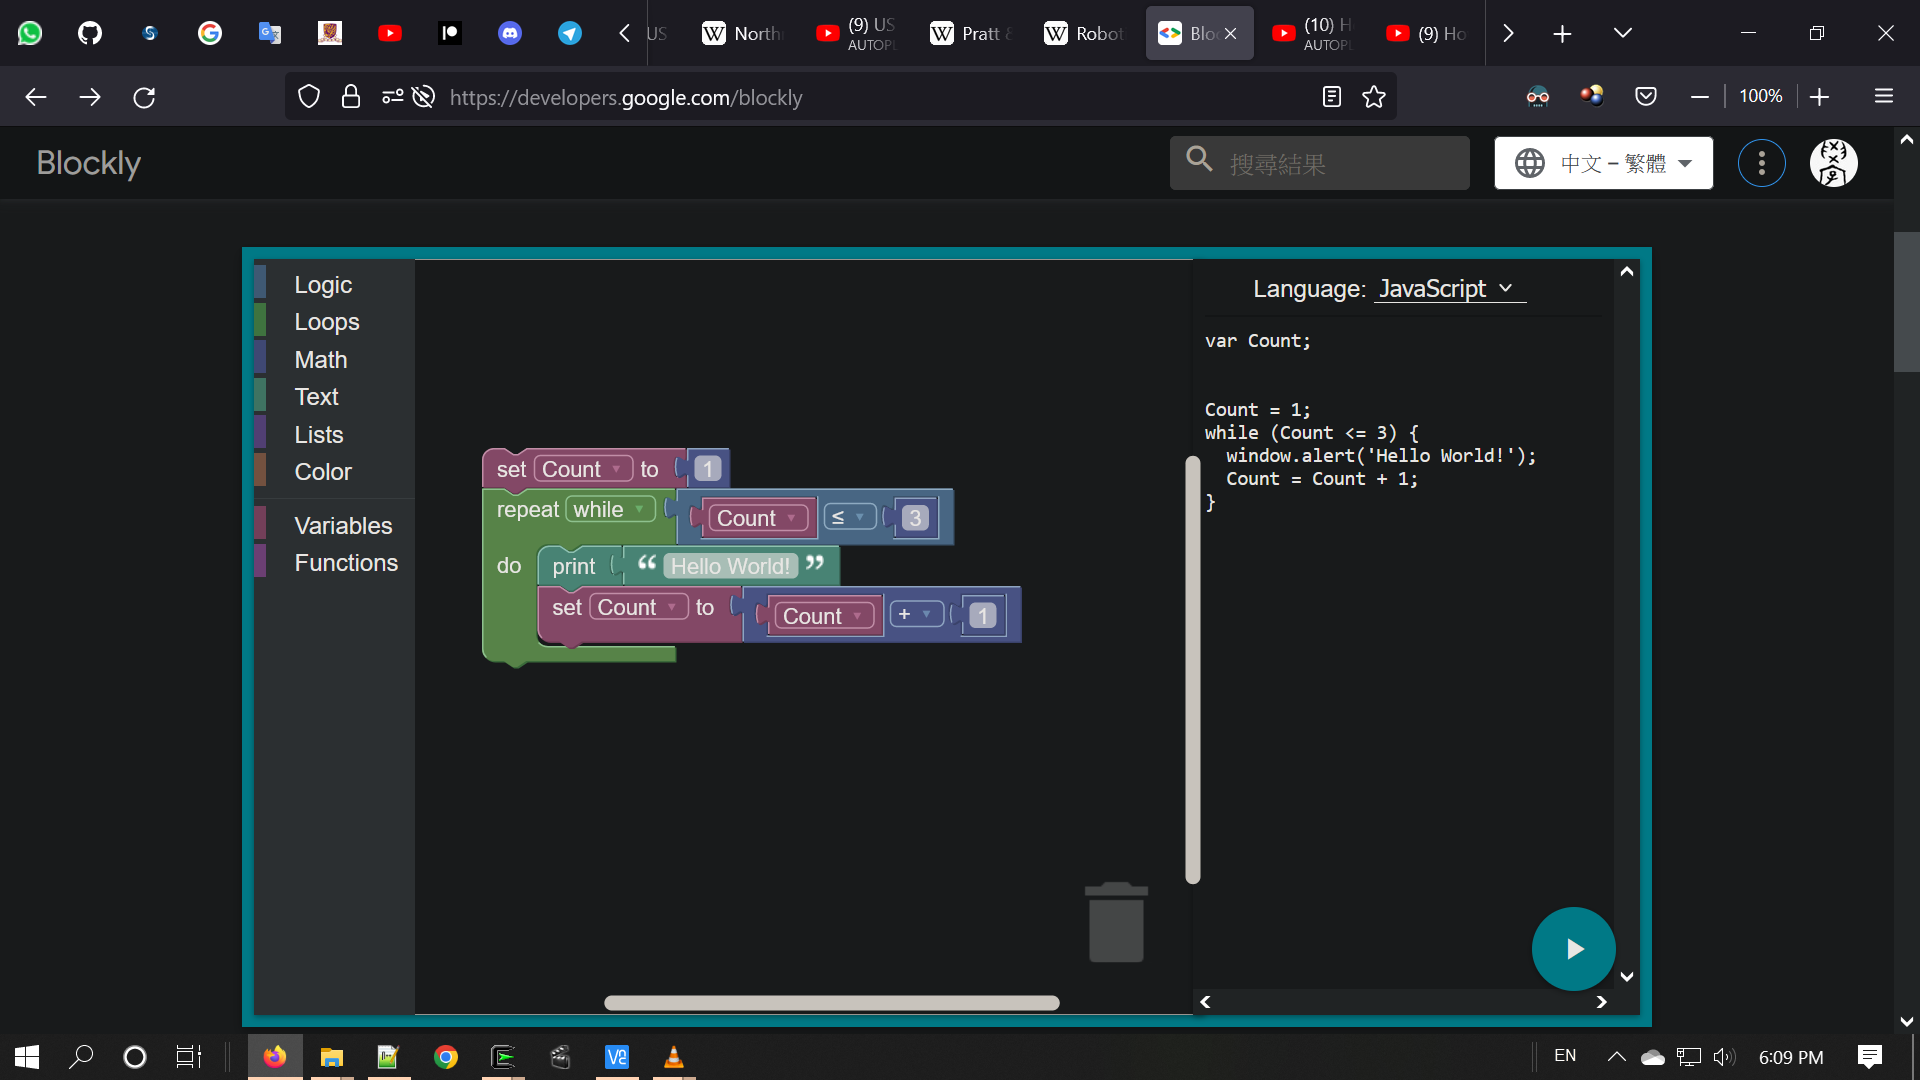 US
North
(9) US
AUTOPL
Pratt &
Robot
Bloc
(10) H
AUTOPL
(9) Ho
https://developers.google.com/blockly
100%
Blockly
搜尋結果
中文 – 繁體
Logic
Loops
Math
Text
Lists
Color
Variables
Functions
set Count to 1
repeat while Count ≤ 3
do print “ Hello World! ”
set Count to Count + 1
Language: JavaScript
var Count;
Count = 1;
while (Count <= 3) {
window.alert('Hello World!');
Count = Count + 1;
}
EN
6:09 PM